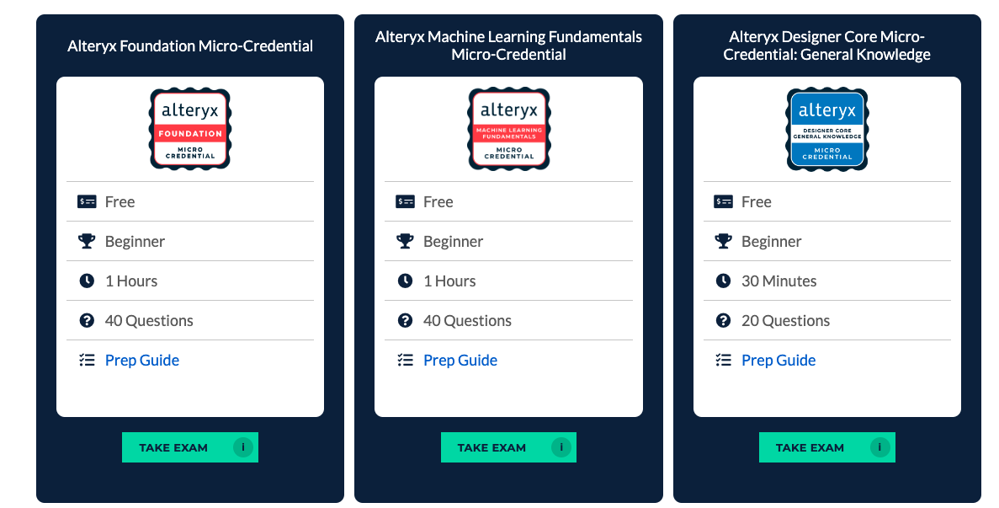 Alteryx Foundation Micro-Credential
alteryx
FOUNDATION
MICRO
CREDENTIAL
Free
Beginner
1 Hours
40 Questions
Prep Guide
TAKE EXAM i
Alteryx Machine Learning Fundamentals
Micro-Credential
alteryx
MACHINE LEARNING
FUNDAMENTALS
MICRO
CREDENTIAL
Free
Beginner
1 Hours
40 Questions
Prep Guide
TAKE EXAM i
Alteryx Designer Core Micro-
Credential: General Knowledge
alteryx
DESIGNER CORE
GENERAL KNOWLEDGE
MICRO
CREDENTIAL
Free
Beginner
30 Minutes
20 Questions
Prep Guide
TAKE EXAM i